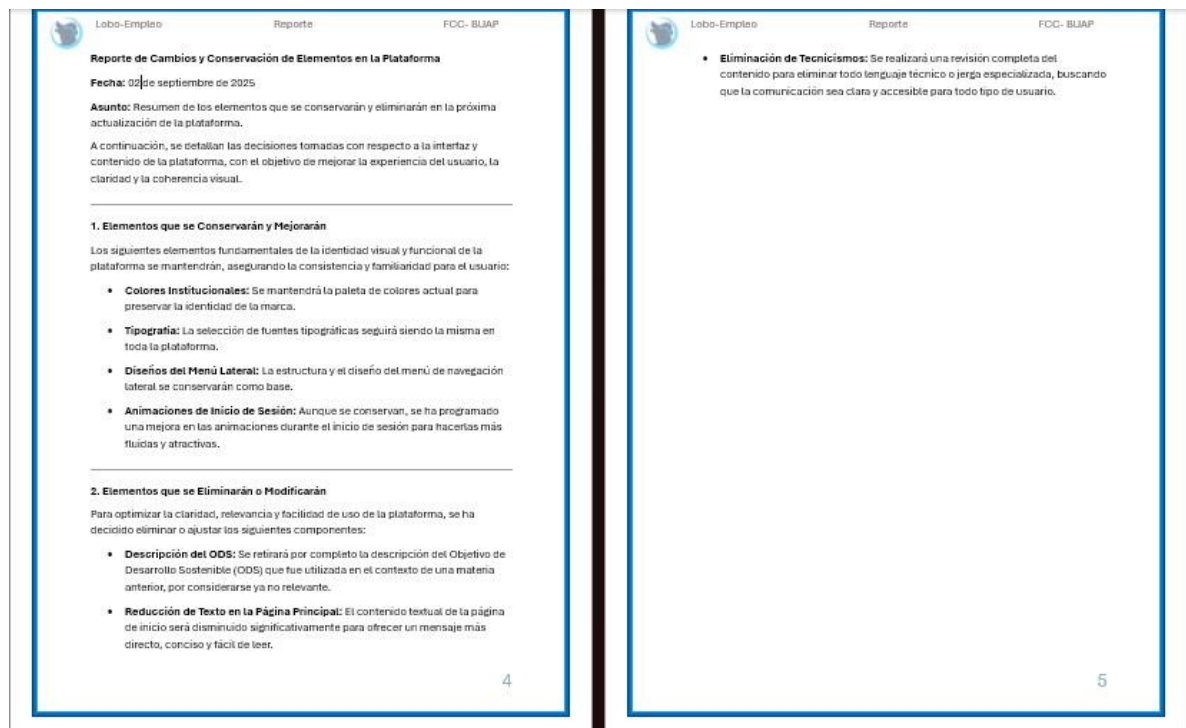 Lobo-Empleo Reporte FCC- BUAP
Reporte de Cambios y Conservación de Elementos en la Plataforma
Fecha: 02 de septiembre de 2025
Asunto: Resumen de los elementos que se conservarán y eliminarán en la próxima
actualización de la plataforma.
A continuación, se detallan las decisiones tomadas con respecto a la interfaz y
contenido de la plataforma, con el objetivo de mejorar la experiencia del usuario, la
claridad y la coherencia visual.
1. Elementos que se Conservarán y Mejorarán
Los siguientes elementos fundamentales de la identidad visual y funcional de la
plataforma se mantendrán, asegurando la consistencia y familiaridad para el usuario:
• Colores Institucionales: Se mantendrá la paleta de colores actual para
preservar la identidad de la marca.
• Tipografía: La selección de fuentes tipográficas seguirá siendo la misma en
toda la plataforma.
• Diseños del Menú Lateral: La estructura y el diseño del menú de navegación
lateral se conservarán como base.
• Animaciones de Inicio de Sesión: Aunque se conservan, se ha programado
una mejora en las animaciones durante el inicio de sesión para hacerlas más
fluidas y atractivas.
2. Elementos que se Eliminarán o Modificarán
Para optimizar la claridad, relevancia y facilidad de uso de la plataforma, se ha
decidido eliminar o ajustar los siguientes componentes:
• Descripción del ODS: Se retirará por completo la descripción del Objetivo de
Desarrollo Sostenible (ODS) que fue utilizada en el contexto de una materia
anterior, por considerarse ya no relevante.
• Reducción de Texto en la Página Principal: El contenido textual de la página
de inicio será disminuido significativamente para ofrecer un mensaje más
directo, conciso y fácil de leer.
4
Lobo-Empleo Reporte FCC- BUAP
• Eliminación de Tecnicismos: Se realizará una revisión completa del
contenido para eliminar todo lenguaje técnico o jerga especializada, buscando
que la comunicación sea clara y accesible para todo tipo de usuario.
5